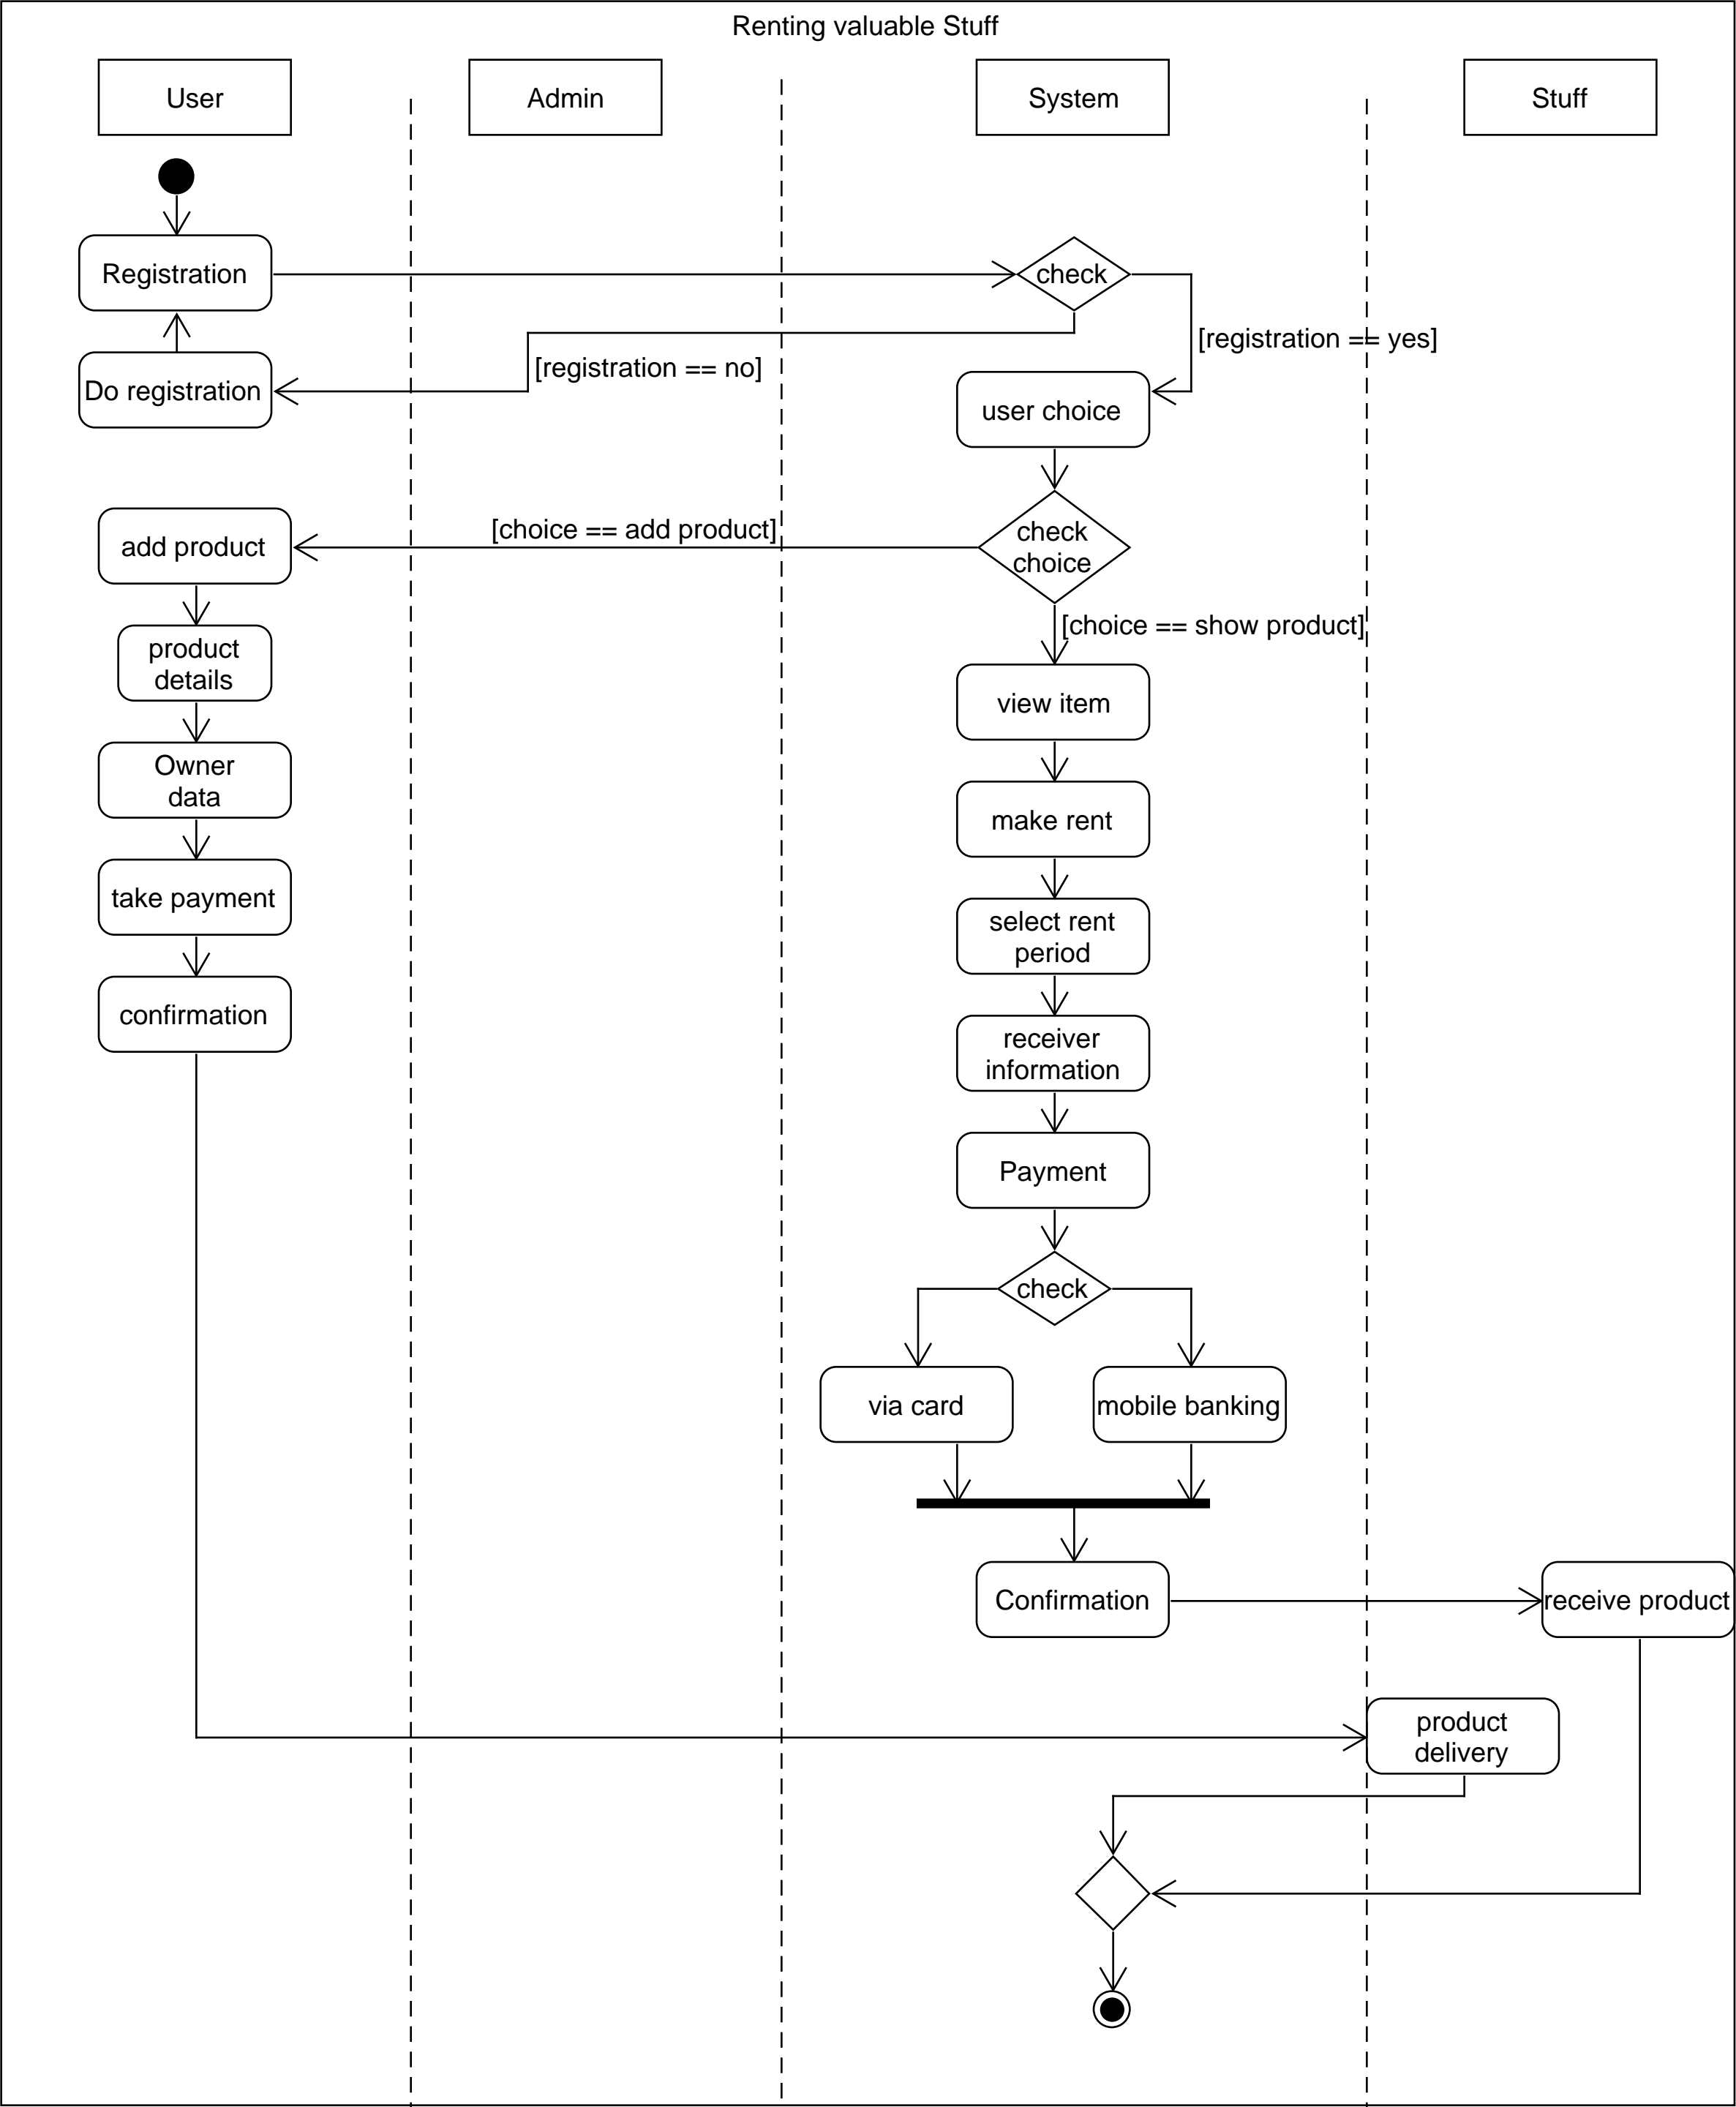 Renting valuable Stuff
User
Admin
System
Stuff
Registration
check
[registration == yes]
[registration == no]
Do registration
user choice
[choice == add product]
add product
check
choice
[choice == show product]
product
details
view item
Owner
data
make rent
take payment
select rent
period
confirmation
receiver
information
Payment
check
via card
mobile banking
Confirmation
receive product
product
delivery